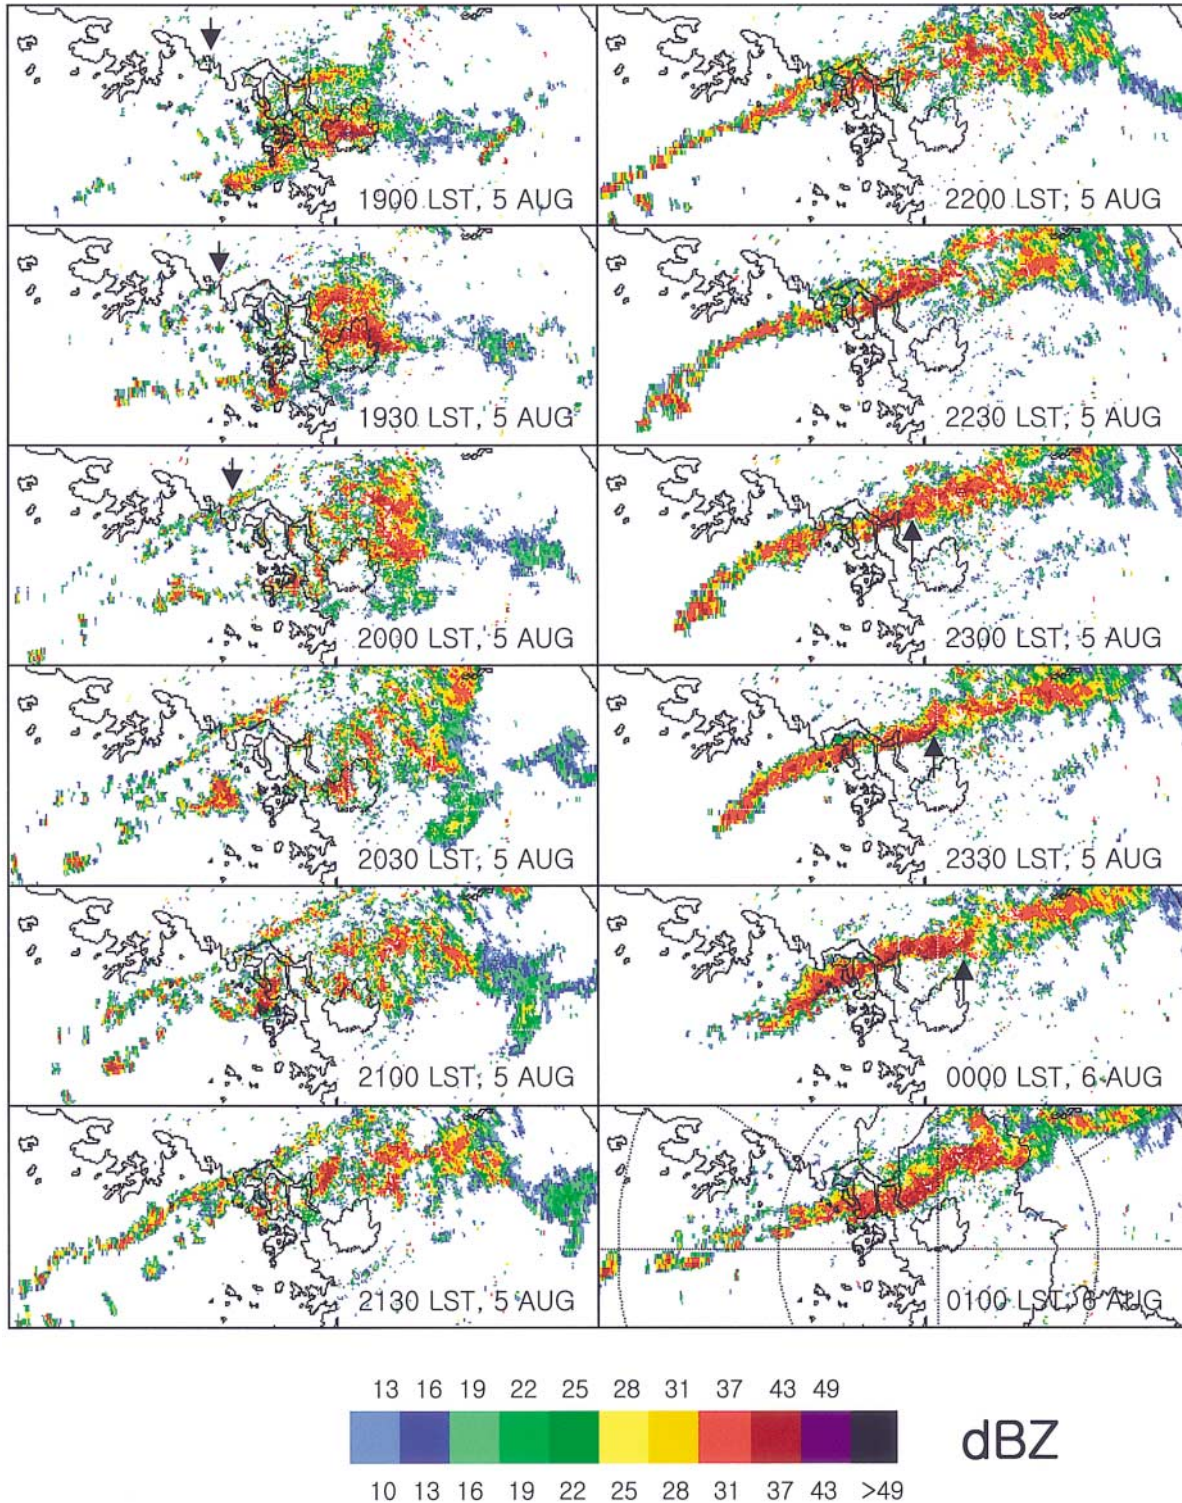 1900 LST, 5 AUG
1930 LST, 5 AUG
2000 LST, 5 AUG
2030 LST, 5 AUG
2100 LST, 5 AUG
2130 LST, 5 AUG
2200 LST, 5 AUG
2230 LST, 5 AUG
2300 LST, 5 AUG
2330 LST, 5 AUG
0000 LST, 6 AUG
0100 LST, 6 AUG
13 16 19 22 25 28 31 37 43 49
dBZ
10 13 16 19 22 25 28 31 37 43 >49